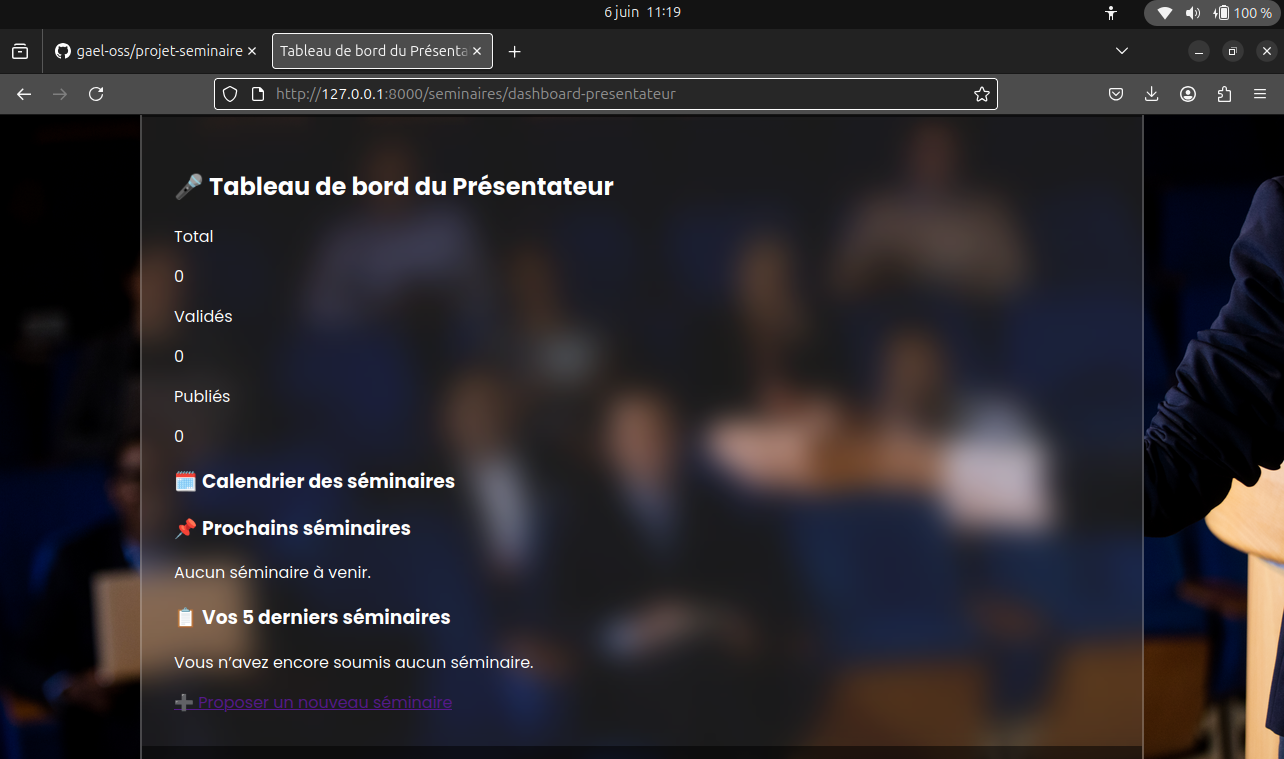 6 juin 11:19
100 %
gael-oss/projet-seminaire
Tableau de bord du Présenta
http://127.0.0.1:8000/seminaires/dashboard-presentateur
🎤 Tableau de bord du Présentateur
Total
0
Validés
0
Publiés
0
🗓️ Calendrier des séminaires
📌 Prochains séminaires
Aucun séminaire à venir.
📋 Vos 5 derniers séminaires
Vous n’avez encore soumis aucun séminaire.
➕ Proposer un nouveau séminaire